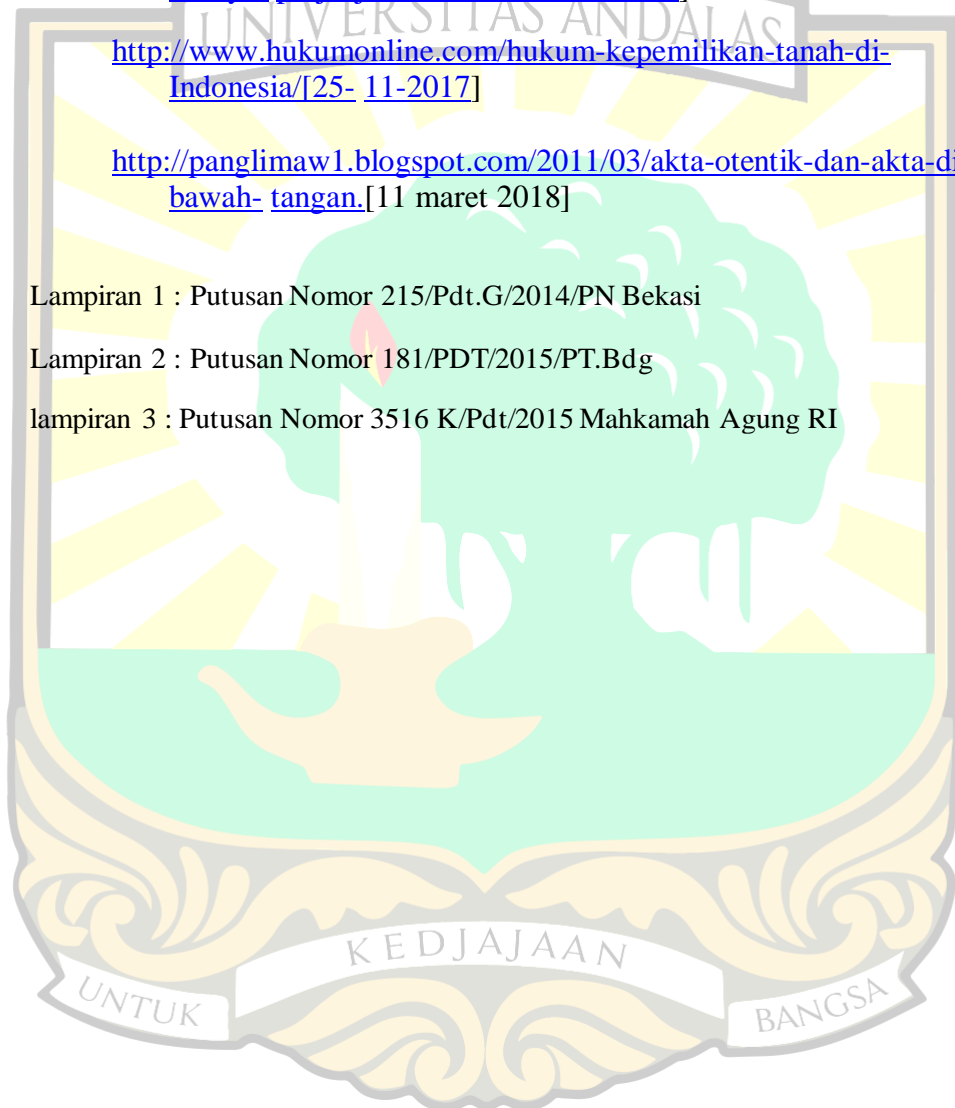 UNIVERSITAS ANDALAS
http://www.hukumonline.com/hukum-kepemilikan-tanah-di-
Indonesia/[25- 11-2017]
http://panglimaw1.blogspot.com/2011/03/akta-otentik-dan-akta-di
bawah- tangan.[11 maret 2018]
Lampiran 1 : Putusan Nomor 215/Pdt.G/2014/PN Bekasi
Lampiran 2 : Putusan Nomor 181/PDT/2015/PT.Bdg
lampiran 3 : Putusan Nomor 3516 K/Pdt/2015 Mahkamah Agung RI
KEDJAJAAN
UNTUK
BANGSA